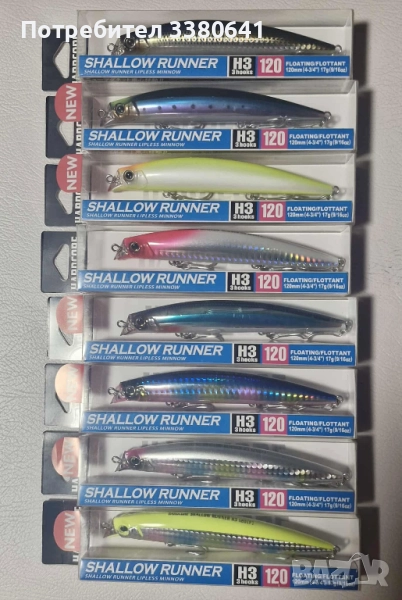 Потребител 3380641
SHALLOW RUNNER H3 120 FLOATING/FLOTTANT
SHALLOW RUNNER LIPLESS MINNOW 3 hooks 120mm (4-3/4") 17g (9/16oz)
NEW
HARDCORE
SHALLOW RUNNER H3 120 FLOATING/FLOTTANT
SHALLOW RUNNER LIPLESS MINNOW 3 hooks 120mm (4-3/4") 17g (9/16oz)
NEW
SHALLOW RUNNER H3 120 FLOATING/FLOTTANT
SHALLOW RUNNER LIPLESS MINNOW 3 hooks 120mm (4-3/4") 17g (9/16oz)
HARDCORE
SHALLOW RUNNER H3 120 FLOATING/FLOTTANT
SHALLOW RUNNER LIPLESS MINNOW 3 hooks 120mm (4-3/4") 17g (9/16oz)
SHALLOW RUNNER H3 120 FLOATING/FLOTTANT
SHALLOW RUNNER LIPLESS MINNOW 3 hooks 120mm (4-3/4") 17g (9/16oz)
SHALLOW RUNNER H3 120 FLOATING/FLOTTANT
SHALLOW RUNNER LIPLESS MINNOW 3 hooks 120mm (4-3/4") 17g (9/16oz)
SHALLOW RUNNER H3 120 FLOATING/FLOTTANT
SHALLOW RUNNER LIPLESS MINNOW 3 hooks 120mm (4-3/4") 17g (9/16oz)
NEW
SHALLOW RUNNER H3 120 FLOATING/FLOTTANT
SHALLOW RUNNER LIPLESS MINNOW 3 hooks
BAZAR